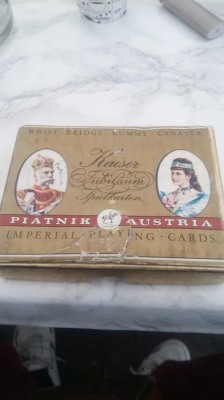 WHIST · BRIDGE · RUMMY · CANASTA
Kaiser
Jubiläum
Spielkarten
PIATNIK AUSTRIA
IMPERIAL - PLAYING - CARDS